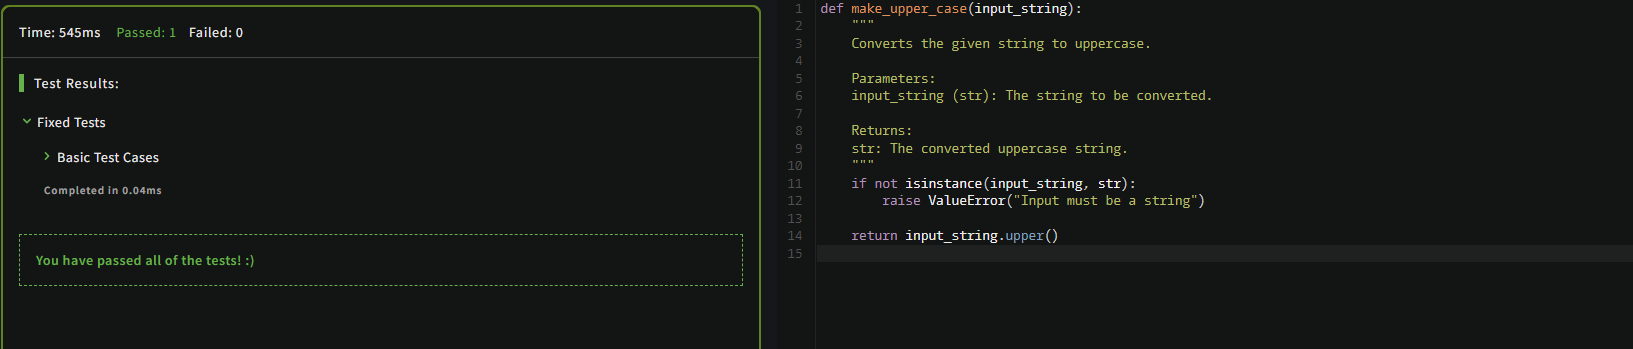 Time: 545ms Passed: 1 Failed: 0
Test Results:
Fixed Tests
Basic Test Cases
Completed in 0.04ms
You have passed all of the tests! :)
1 def make_upper_case(input_string):
2     """
3     Converts the given string to uppercase.
4
5     Parameters:
6     input_string (str): The string to be converted.
7
8     Returns:
9     str: The converted uppercase string.
10     """
11     if not isinstance(input_string, str):
12         raise ValueError("Input must be a string")
13
14     return input_string.upper()
15